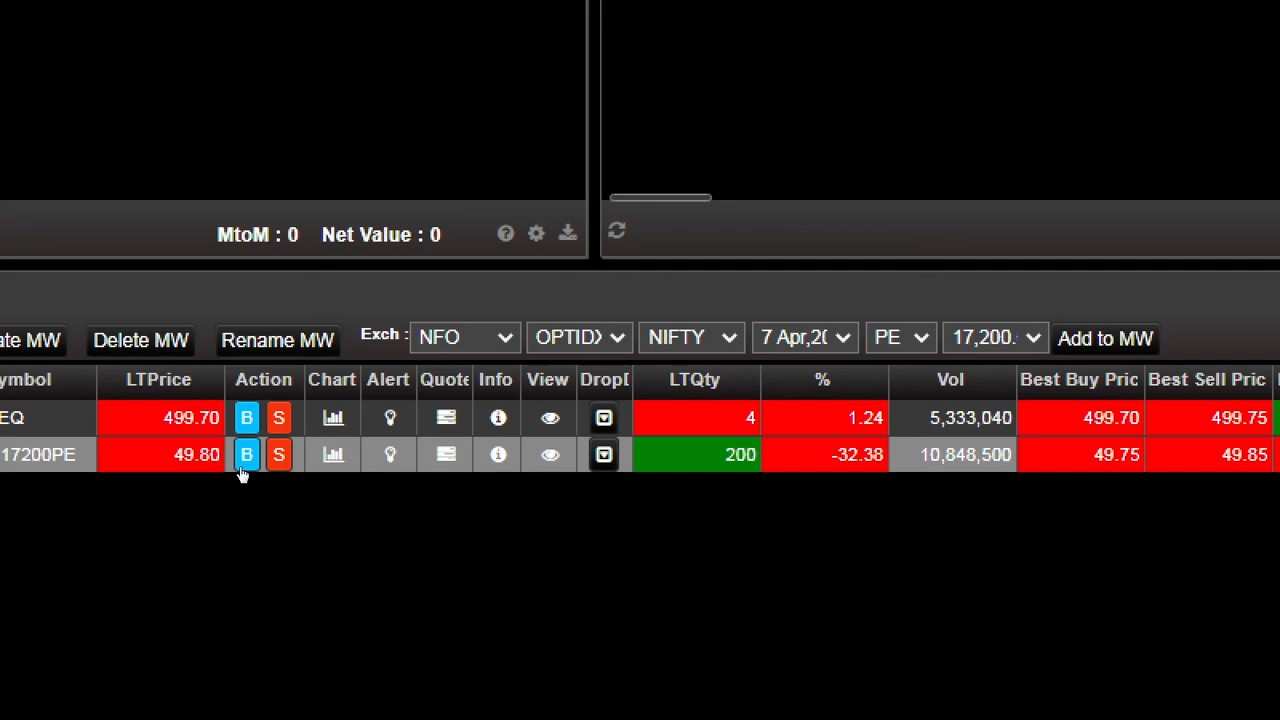 MtoM : 0 Net Value : 0
ate MW Delete MW Rename MW Exch : NFO OPTIDX NIFTY 7 Apr,20 PE 17,200. Add to MW
ymbol LTPrice Action Chart Alert Quote Info View DropD LTQty % Vol Best Buy Pric Best Sell Pric
EQ 499.70 B S 4 1.24 5,333,040 499.70 499.75
17200PE 49.80 B S 200 -32.38 10,848,500 49.75 49.85